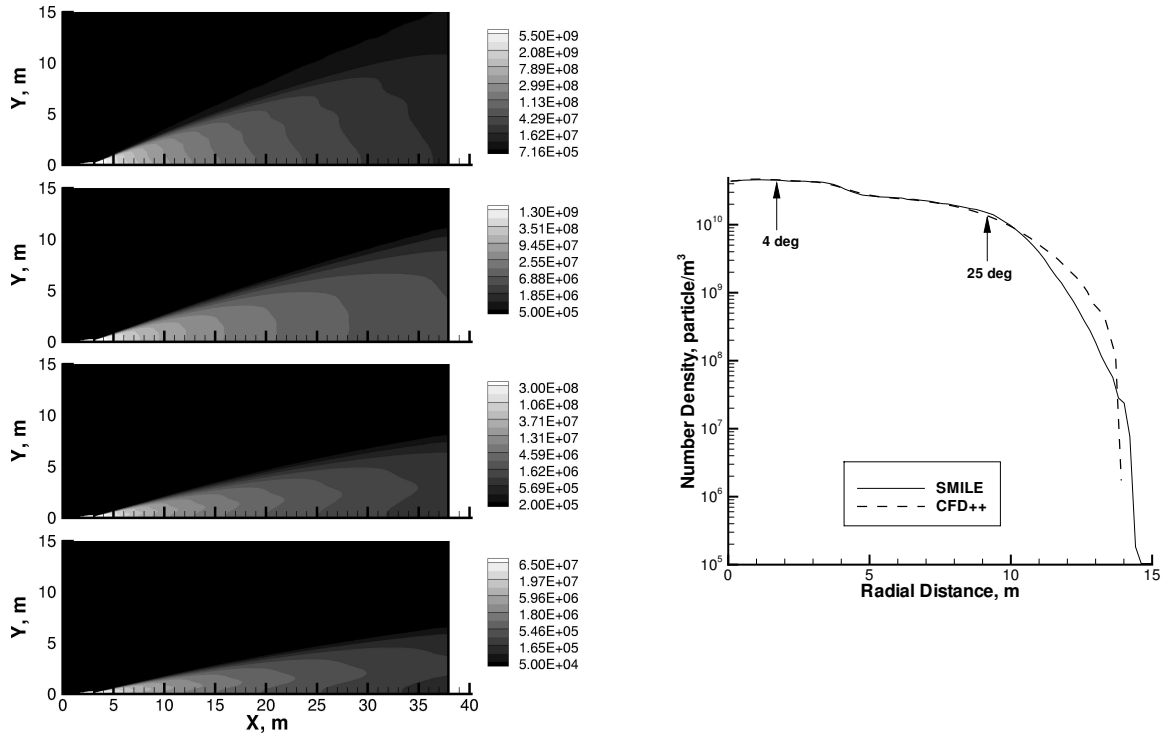 15
10
5
0
Y, m
5.50E+09
2.08E+09
7.89E+08
2.99E+08
1.13E+08
4.29E+07
1.62E+07
7.16E+05
15
10
5
0
Y, m
1.30E+09
3.51E+08
9.45E+07
2.55E+07
6.88E+06
1.85E+06
5.00E+05
15
10
5
0
Y, m
3.00E+08
1.06E+08
3.71E+07
1.31E+07
4.59E+06
1.62E+06
5.69E+05
2.00E+05
15
10
5
0
Y, m
6.50E+07
1.97E+07
5.96E+06
1.80E+06
5.46E+05
1.65E+05
5.00E+04
0 5 10 15 20 25 30 35 40
X, m
Number Density, particle/m³
10¹⁰
10⁹
10⁸
10⁷
10⁶
10⁵
4 deg
25 deg
SMILE
CFD++
0 5 10 15
Radial Distance, m